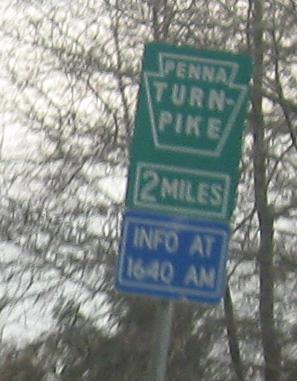 PENNA
TURN-
PIKE
2 MILES
INFO AT
1640 AM